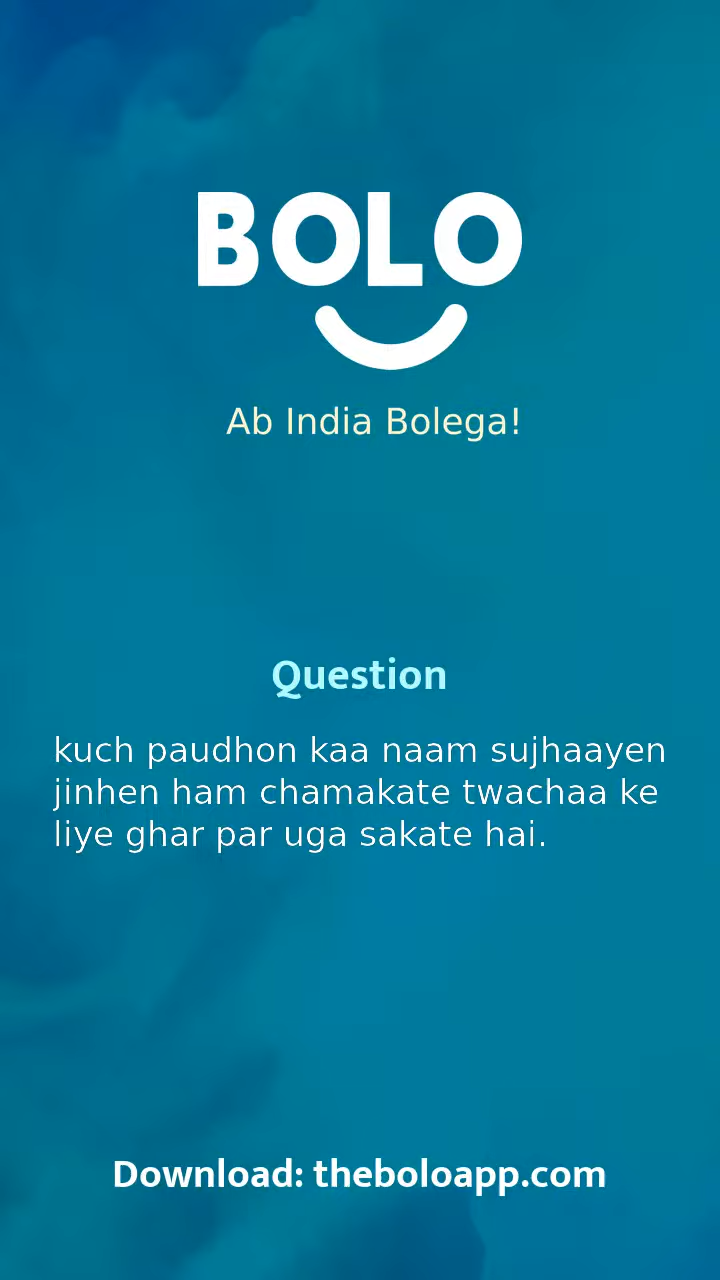 BOLO
Ab India Bolega!
Question
kuch paudhon kaa naam sujhaayen
jinhen ham chamakate twachaa ke
liye ghar par uga sakate hai.
Download: theboloapp.com